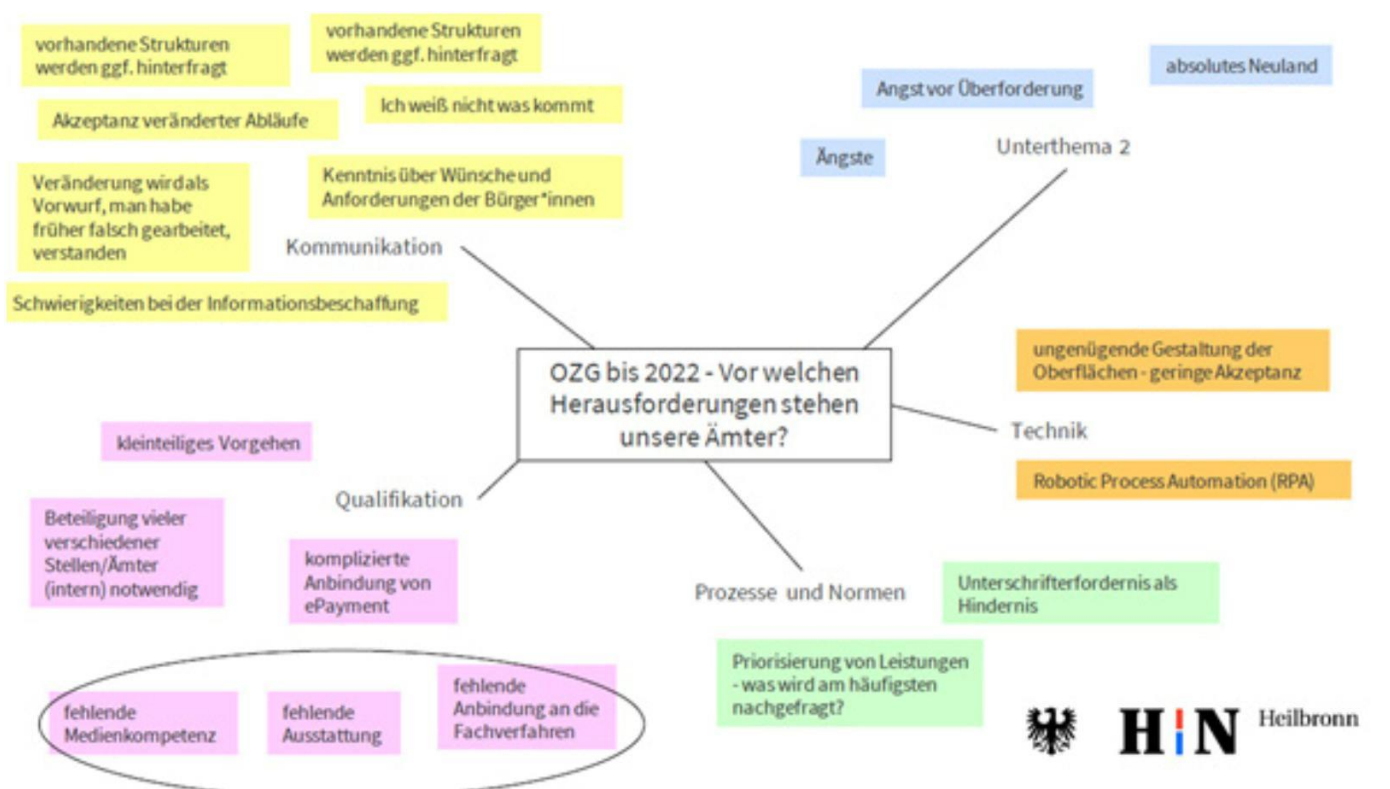 vorhandene Strukturen
werden ggf. hinterfragt
vorhandene Strukturen
werden ggf. hinterfragt
Akzeptanz veränderter Abläufe
Ich weiß nicht was kommt
Veränderung wird als
Vorwurf, man habe
früher falsch gearbeitet,
verstanden
Kenntnis über Wünsche und
Anforderungen der Bürger*innen
Kommunikation
Schwierigkeiten bei der Informationsbeschaffung
absolutes Neuland
Angst vor Überforderung
Ängste
Unterthema 2
OZG bis 2022 - Vor welchen
Herausforderungen stehen
unsere Ämter?
ungenügende Gestaltung der
Oberflächen - geringe Akzeptanz
Technik
Robotic Process Automation (RPA)
kleinteiliges Vorgehen
Qualifikation
Beteiligung vieler
verschiedener
Stellen/Ämter
(intern) notwendig
komplizierte
Anbindung von
ePayment
fehlende
Medienkompetenz
fehlende
Ausstattung
fehlende
Anbindung an die
Fachverfahren
Prozesse und Normen
Unterschrifterfordernis als
Hindernis
Priorisierung von Leistungen
- was wird am häufigsten
nachgefragt?
H¦N Heilbronn